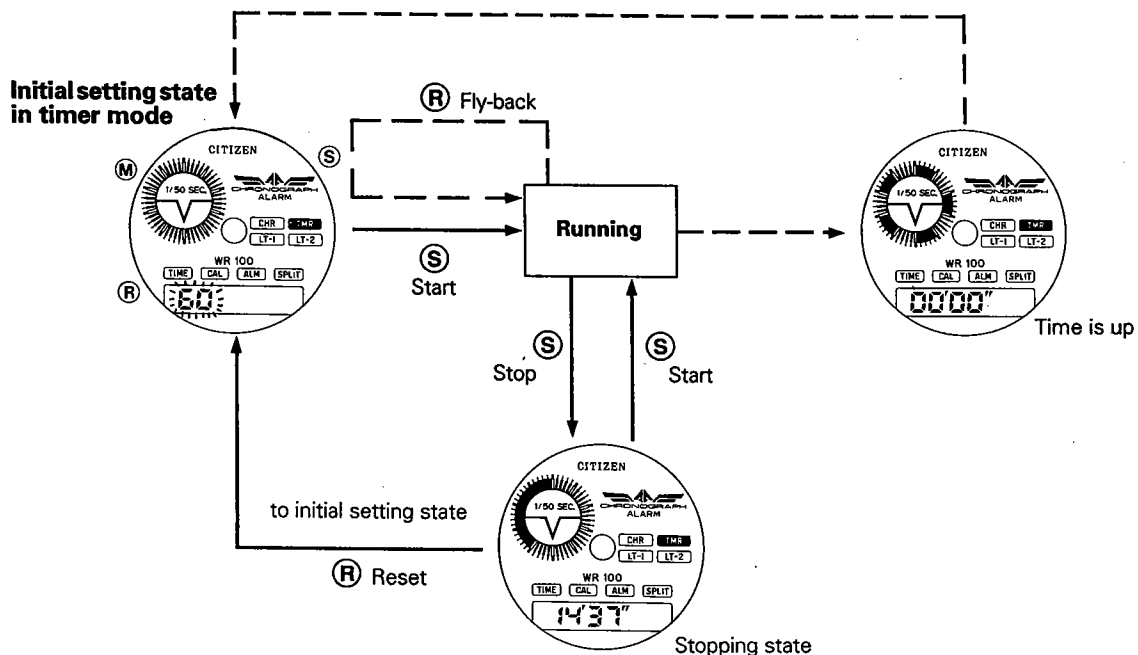 Initial setting state
in timer mode
Ⓡ Fly-back
Ⓜ
Ⓢ
CITIZEN
1/50 SEC.
CHRONOGRAPH
ALARM
CHR TMR
LT-1 LT-2
WR 100
TIME CAL ALM SPLIT
Ⓡ
60
Ⓢ
Start
Running
CITIZEN
1/50 SEC.
CHRONOGRAPH
ALARM
CHR TMR
LT-1 LT-2
WR 100
TIME CAL ALM SPLIT
00'00"
Time is up
Ⓢ
Stop
Ⓢ
Start
to initial setting state
Ⓡ Reset
CITIZEN
1/50 SEC.
CHRONOGRAPH
ALARM
CHR TMR
LT-1 LT-2
WR 100
TIME CAL ALM SPLIT
14'37"
Stopping state